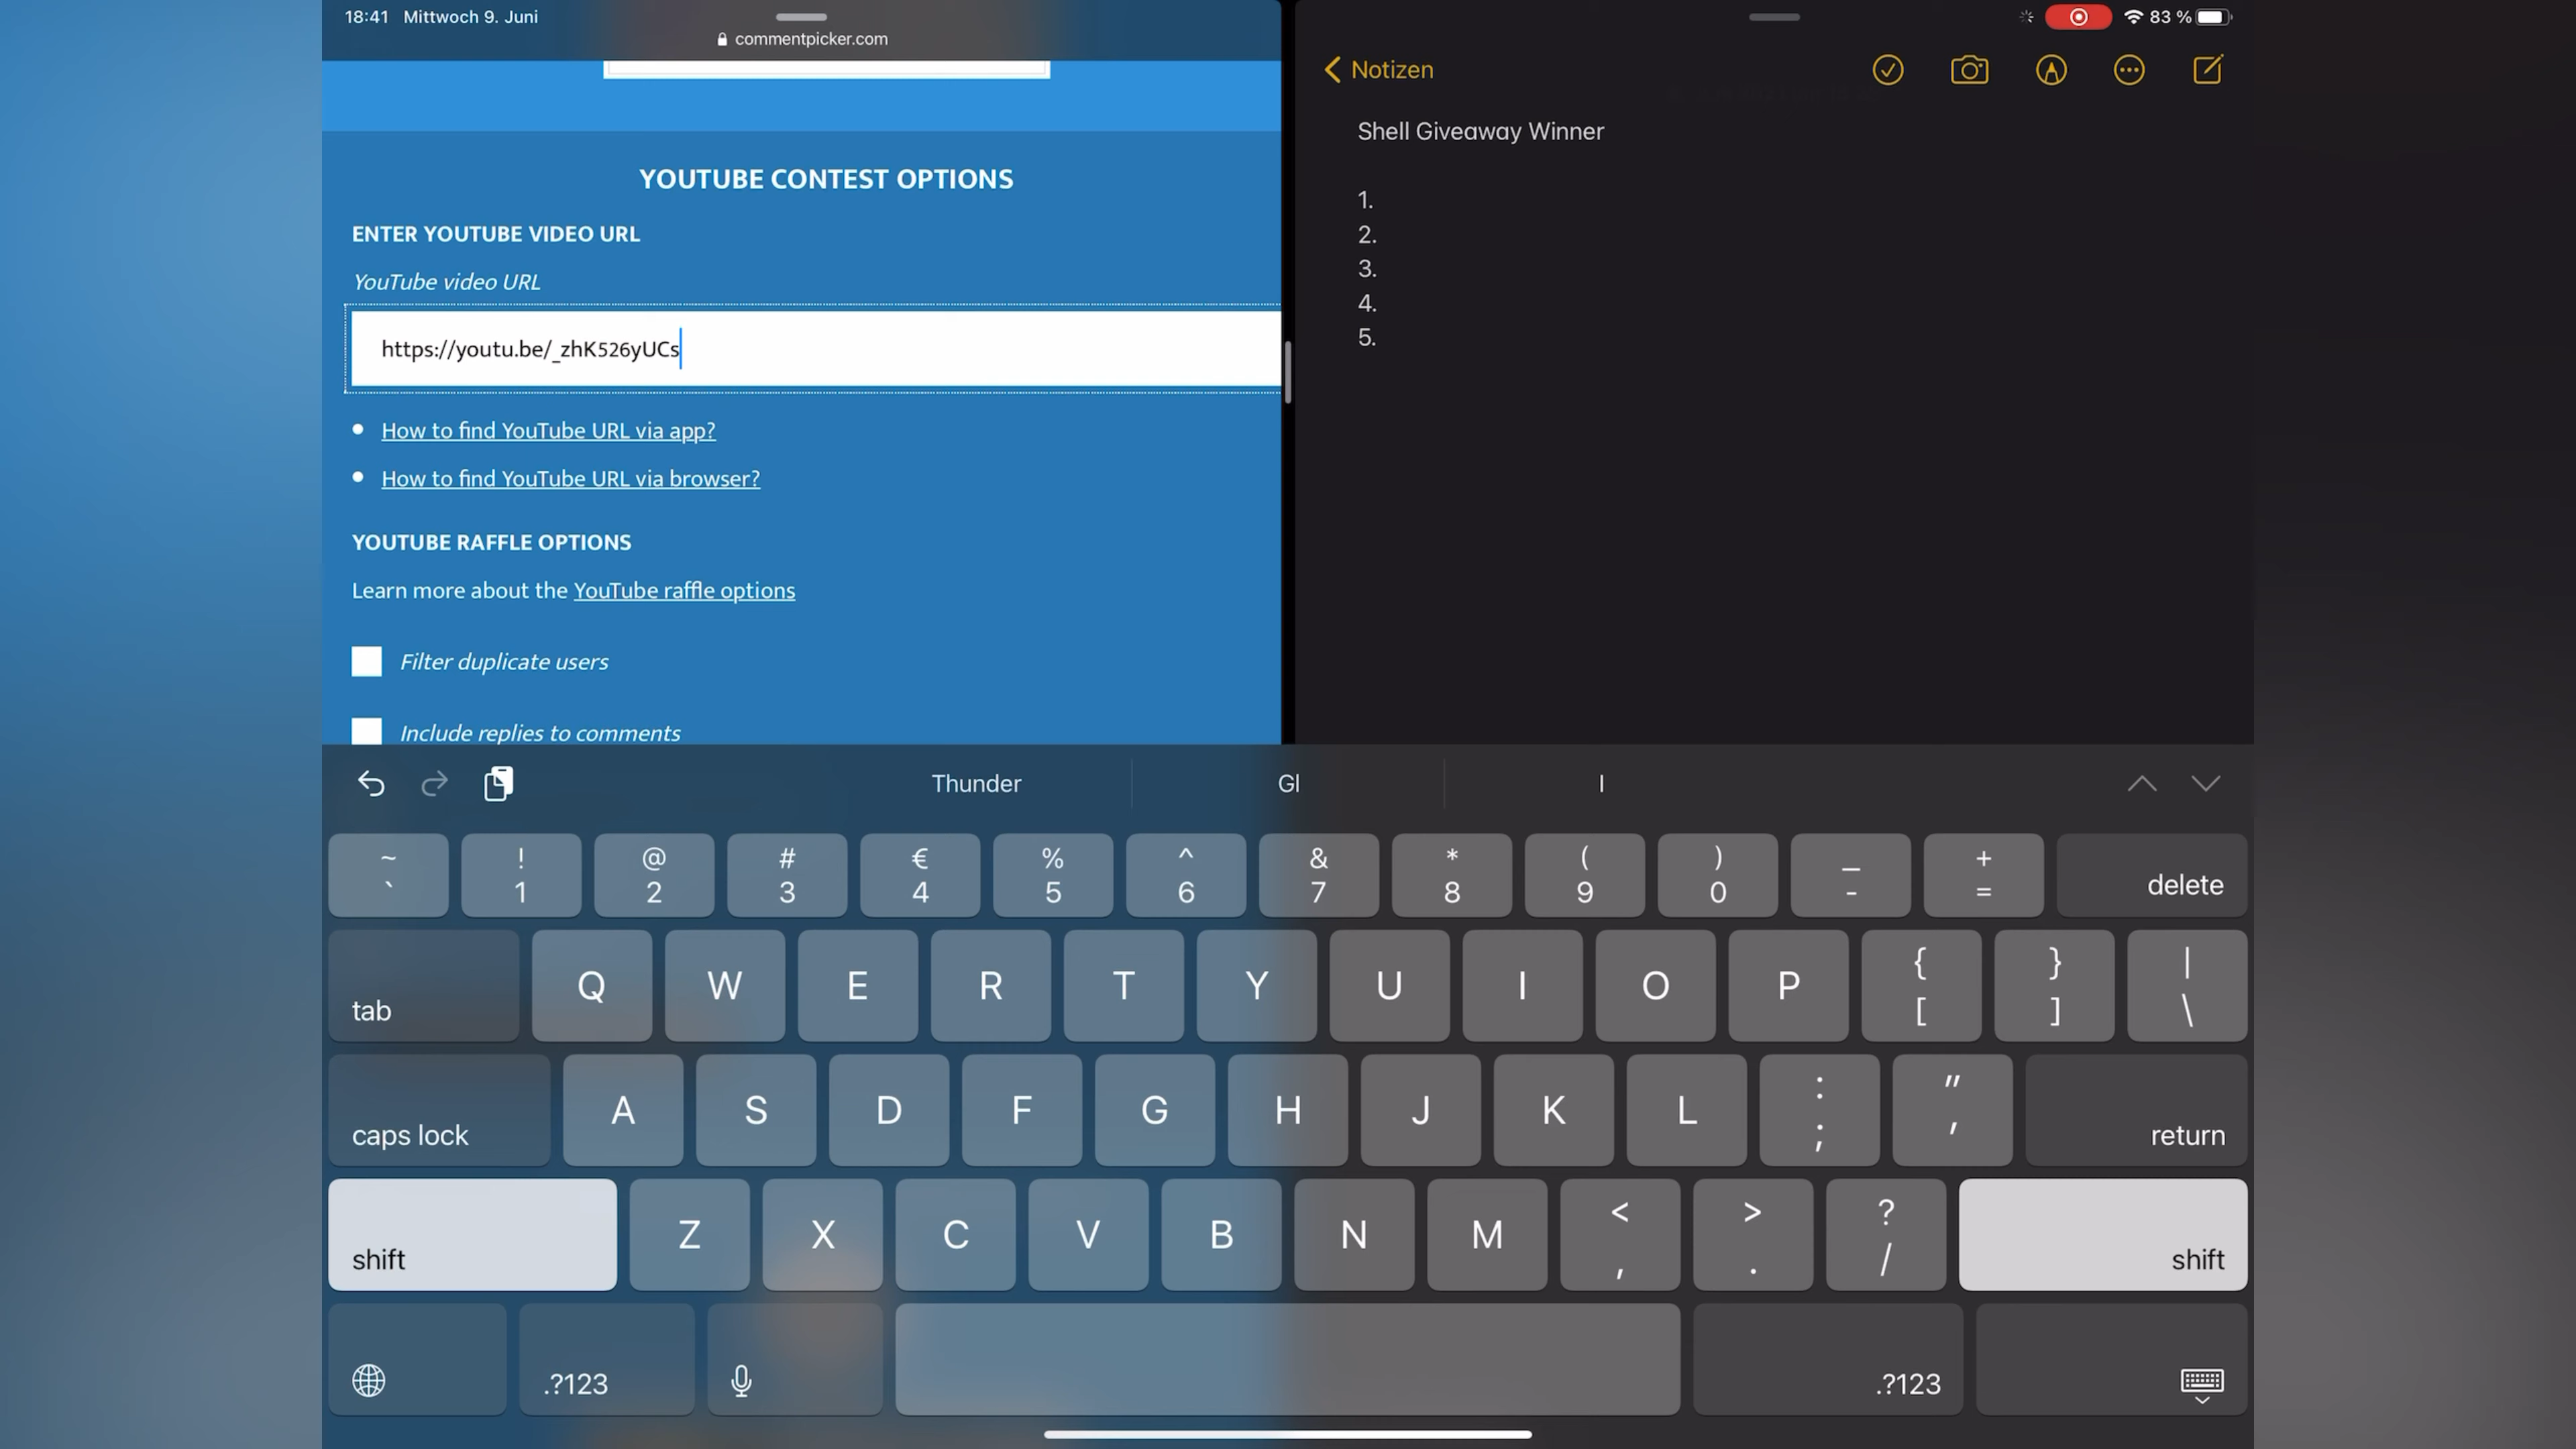 18:41 Mittwoch 9. Juni
commentpicker.com
83 %
YOUTUBE CONTEST OPTIONS
ENTER YOUTUBE VIDEO URL
YouTube video URL
https://youtu.be/_zhK526yUCs
How to find YouTube URL via app?
How to find YouTube URL via browser?
YOUTUBE RAFFLE OPTIONS
Learn more about the YouTube raffle options
Filter duplicate users
Include replies to comments
Notizen
Shell Giveaway Winner
1.
2.
3.
4.
5.
Thunder Gl I
~ ! @ # € % ^ & * ( ) _ +
` 1 2 3 4 5 6 7 8 9 0 - = delete
tab Q W E R T Y U I O P { [ } ] | \
caps lock A S D F G H J K L : ; " ' return
shift Z X C V B N M < , > . ? / shift
.?123 .?123